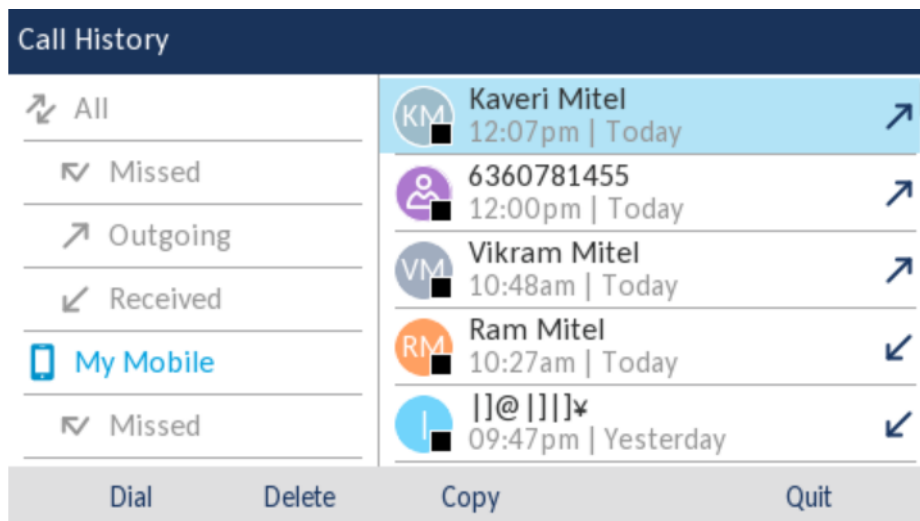 Call History
All
Missed
Outgoing
Received
My Mobile
Missed
KM
Kaveri Mitel
12:07pm | Today
6360781455
12:00pm | Today
VM
Vikram Mitel
10:48am | Today
RM
Ram Mitel
10:27am | Today
|
|]@|]|]¥
09:47pm | Yesterday
Dial Delete Copy Quit